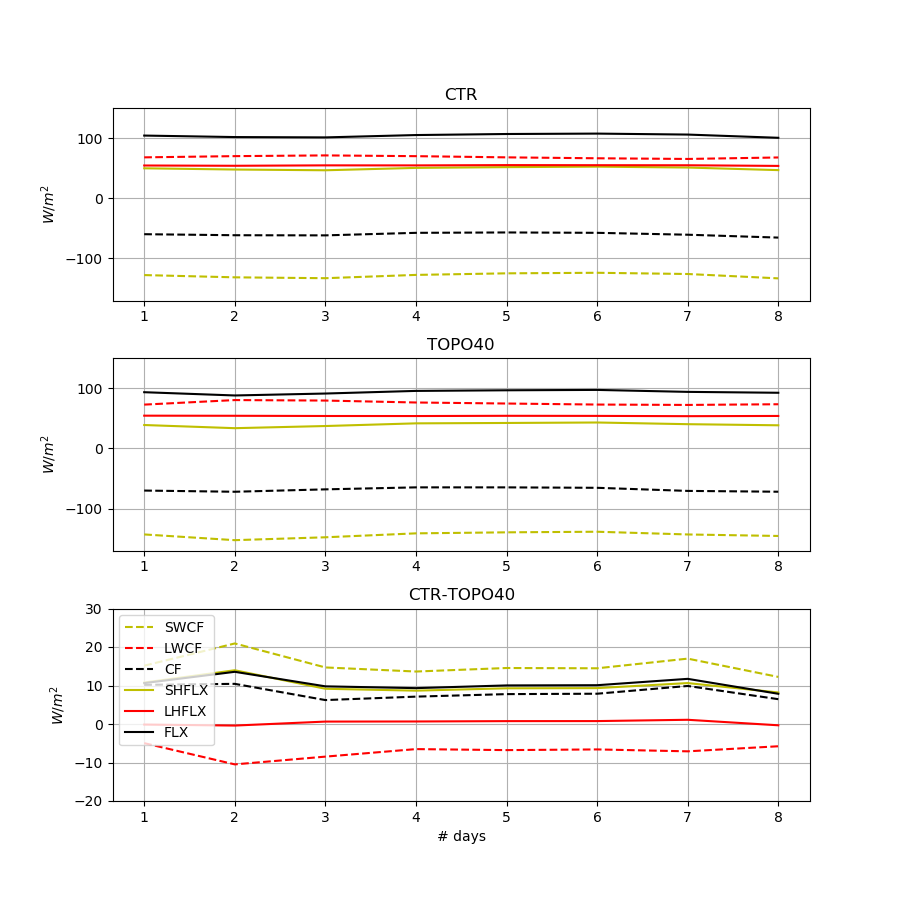 CTR
100
0
−100
W/m²
1 2 3 4 5 6 7 8
TOPO40
100
0
−100
W/m²
1 2 3 4 5 6 7 8
CTR-TOPO40
30
20
10
0
−10
−20
W/m²
SWCF
LWCF
CF
SHFLX
LHFLX
FLX
1 2 3 4 5 6 7 8
# days